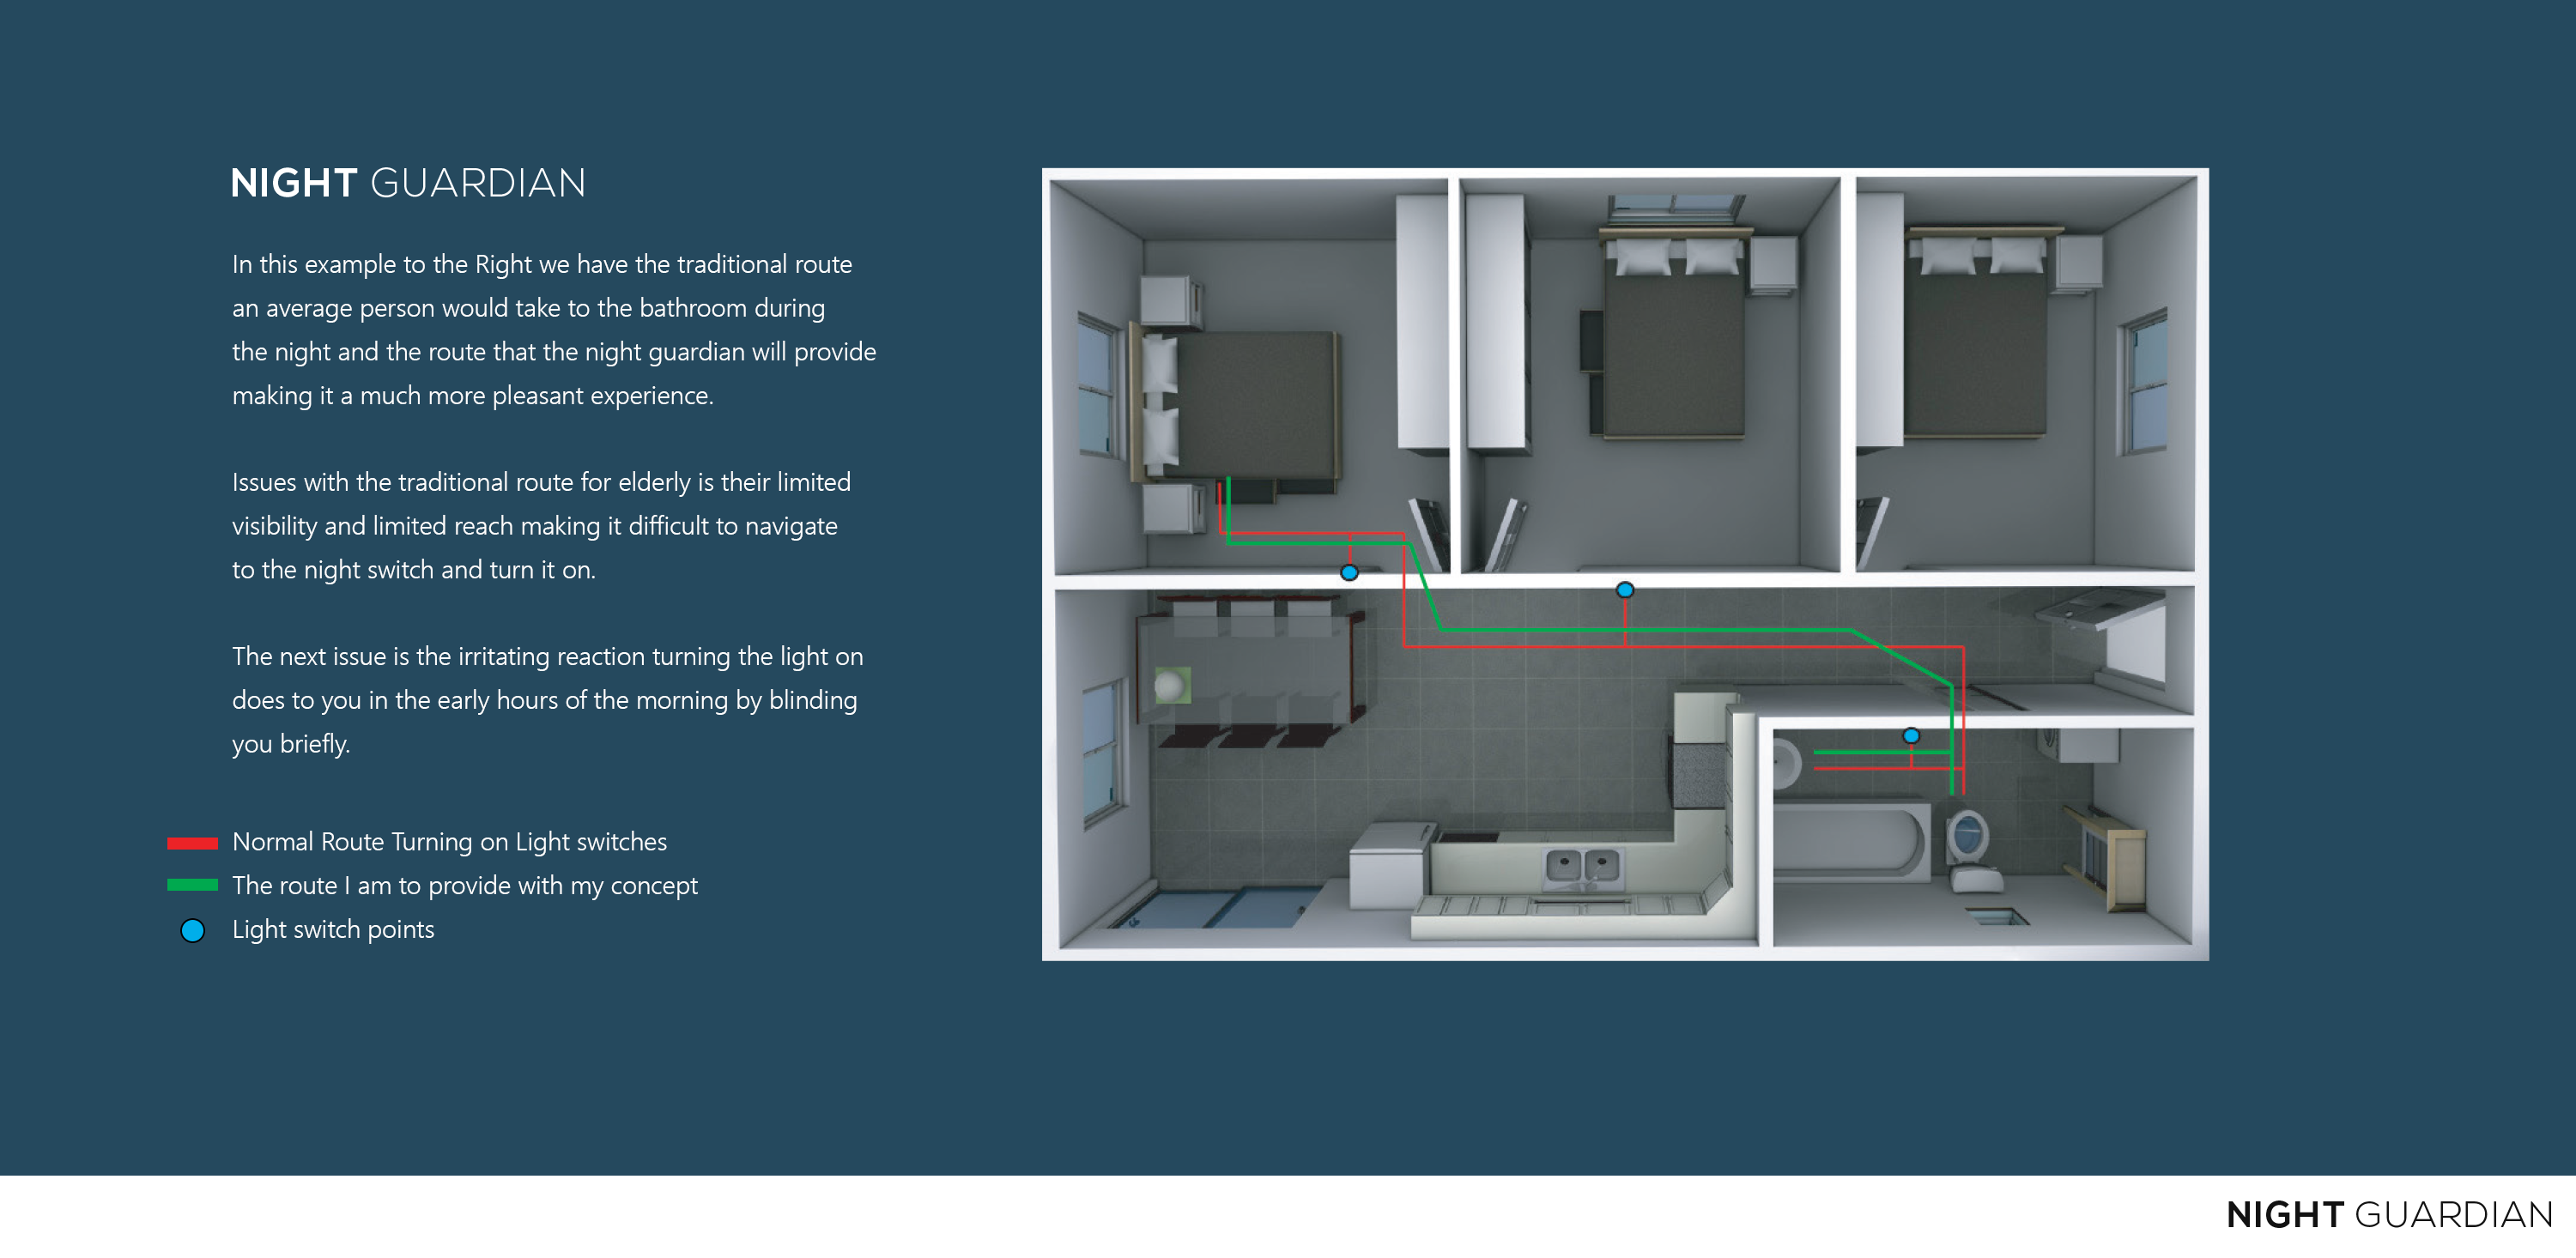 NIGHT GUARDIAN
In this example to the Right we have the traditional route
an average person would take to the bathroom during
the night and the route that the night guardian will provide
making it a much more pleasant experience.
Issues with the traditional route for elderly is their limited
visibility and limited reach making it difficult to navigate
to the night switch and turn it on.
The next issue is the irritating reaction turning the light on
does to you in the early hours of the morning by blinding
you briefly.
Normal Route Turning on Light switches
The route I am to provide with my concept
Light switch points
NIGHT GUARDIAN